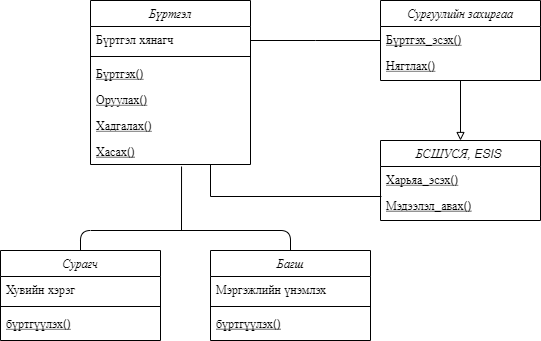 Бүртгэл
Бүртгэл хянагч
Бүртгэх()
Оруулах()
Хадгалах()
Хасах()
Сургуулийн захиргаа
Бүртгэх_эсэх()
Нягтлах()
БСШУСЯ, ESIS
Харьяа_эсэх()
Мэдээлэл_авах()
Сурагч
Хувийн хэрэг
бүртгүүлэх()
Багш
Мэргэжлийн үнэмлэх
бүртгүүлэх()